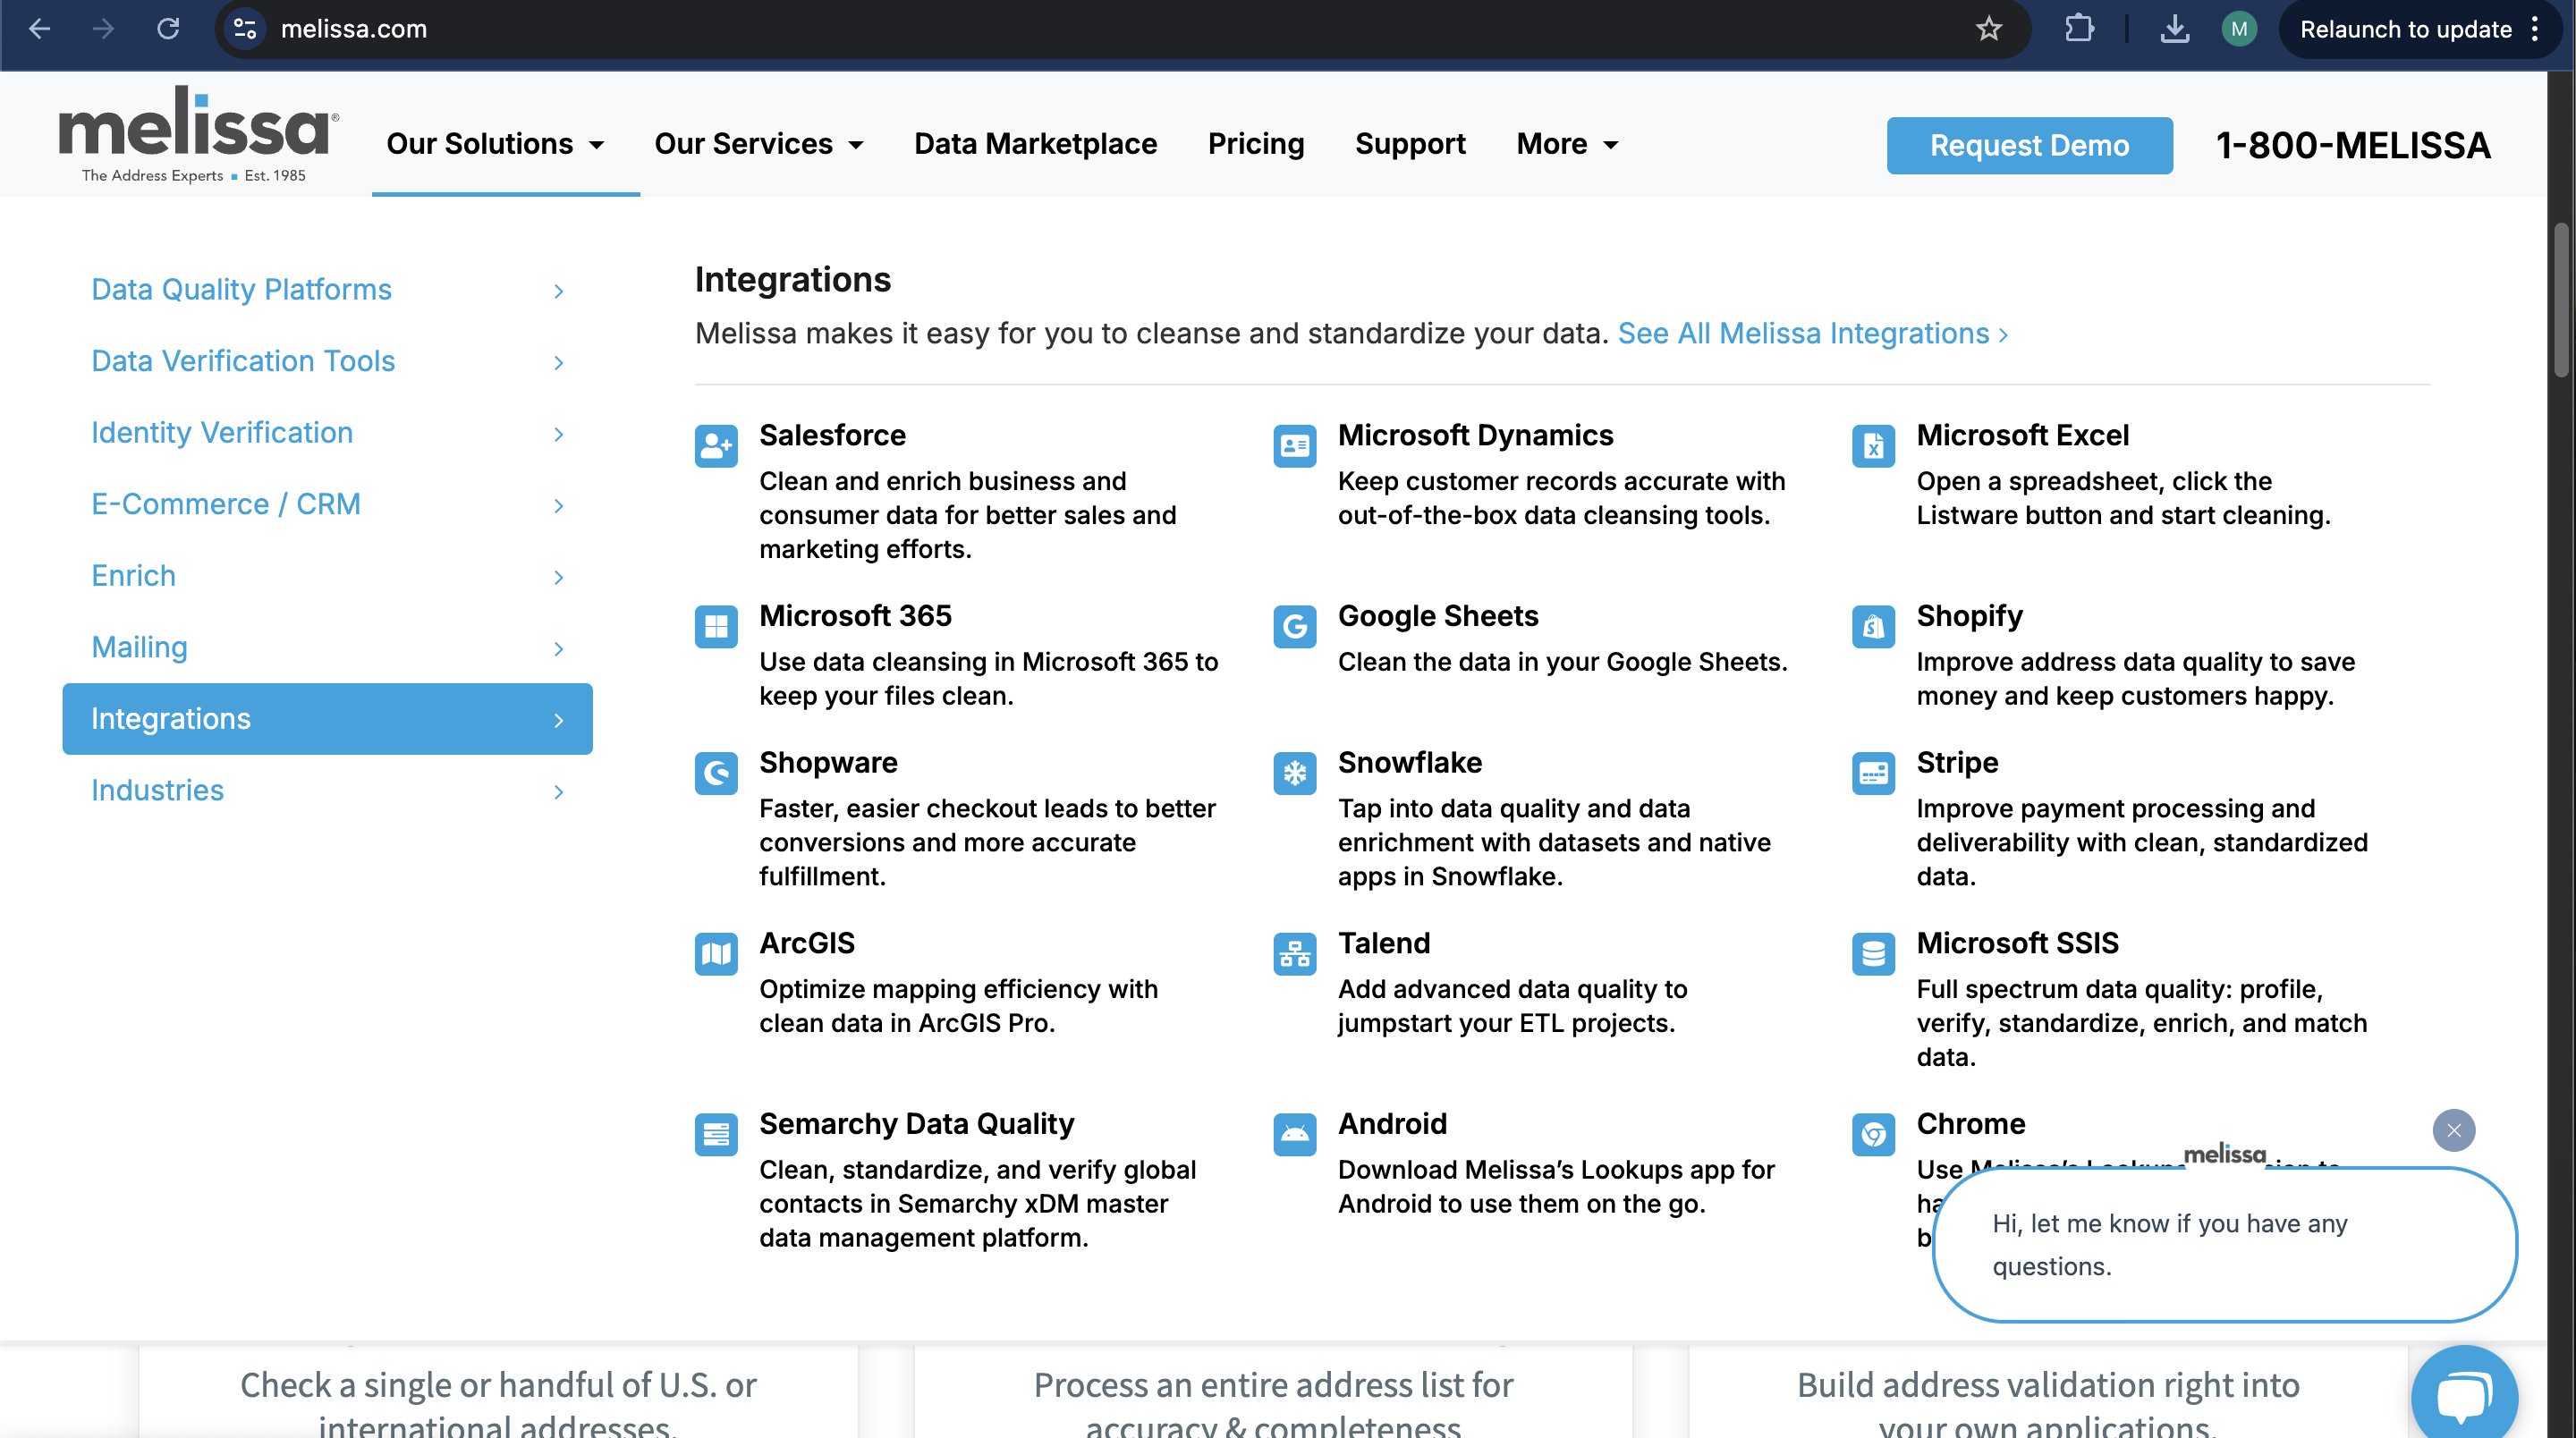 melissa.com
M
Relaunch to update
melissa®
The Address Experts ▪ Est. 1985
Our Solutions
Our Services
Data Marketplace
Pricing
Support
More
Request Demo
1-800-MELISSA
Data Quality Platforms
Data Verification Tools
Identity Verification
E-Commerce / CRM
Enrich
Mailing
Integrations
Industries
Integrations
Melissa makes it easy for you to cleanse and standardize your data. See All Melissa Integrations
Salesforce
Clean and enrich business and
consumer data for better sales and
marketing efforts.
Microsoft Dynamics
Keep customer records accurate with
out-of-the-box data cleansing tools.
Microsoft Excel
Open a spreadsheet, click the
Listware button and start cleaning.
Microsoft 365
Use data cleansing in Microsoft 365 to
keep your files clean.
Google Sheets
Clean the data in your Google Sheets.
Shopify
Improve address data quality to save
money and keep customers happy.
Shopware
Faster, easier checkout leads to better
conversions and more accurate
fulfillment.
Snowflake
Tap into data quality and data
enrichment with datasets and native
apps in Snowflake.
Stripe
Improve payment processing and
deliverability with clean, standardized
data.
ArcGIS
Optimize mapping efficiency with
clean data in ArcGIS Pro.
Talend
Add advanced data quality to
jumpstart your ETL projects.
Microsoft SSIS
Full spectrum data quality: profile,
verify, standardize, enrich, and match
data.
Semarchy Data Quality
Clean, standardize, and verify global
contacts in Semarchy xDM master
data management platform.
Android
Download Melissa’s Lookups app for
Android to use them on the go.
Chrome
Use Melissa’s Lookups
melissa
Hi, let me know if you have any
questions.
Check a single or handful of U.S. or
international addresses.
Process an entire address list for
accuracy & completeness
Build address validation right into
your own applications.